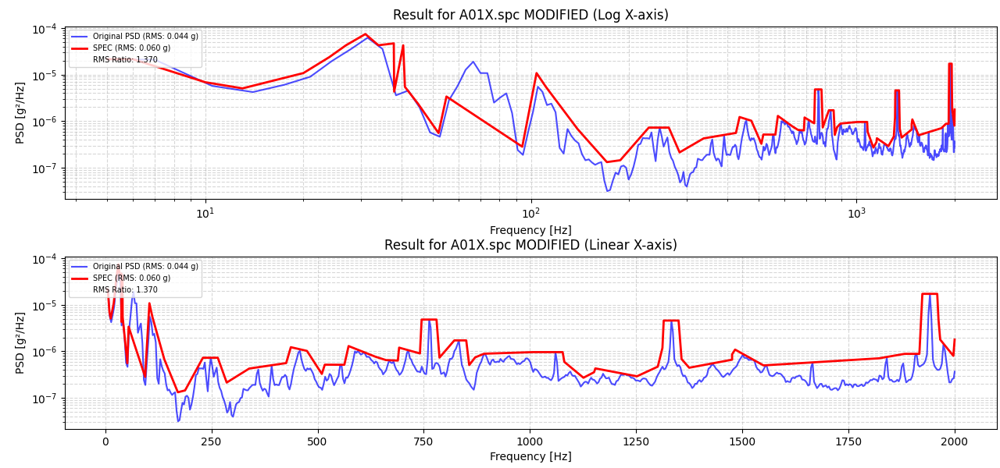 Result for A01X.spc MODIFIED (Log X-axis)
10⁻⁴
10⁻⁵
10⁻⁶
10⁻⁷
PSD [g²/Hz]
Original PSD (RMS: 0.044 g)
SPEC (RMS: 0.060 g)
RMS Ratio: 1.370
10¹ 10² 10³
Frequency [Hz]
Result for A01X.spc MODIFIED (Linear X-axis)
10⁻⁴
10⁻⁵
10⁻⁶
10⁻⁷
PSD [g²/Hz]
Original PSD (RMS: 0.044 g)
SPEC (RMS: 0.060 g)
RMS Ratio: 1.370
0 250 500 750 1000 1250 1500 1750 2000
Frequency [Hz]